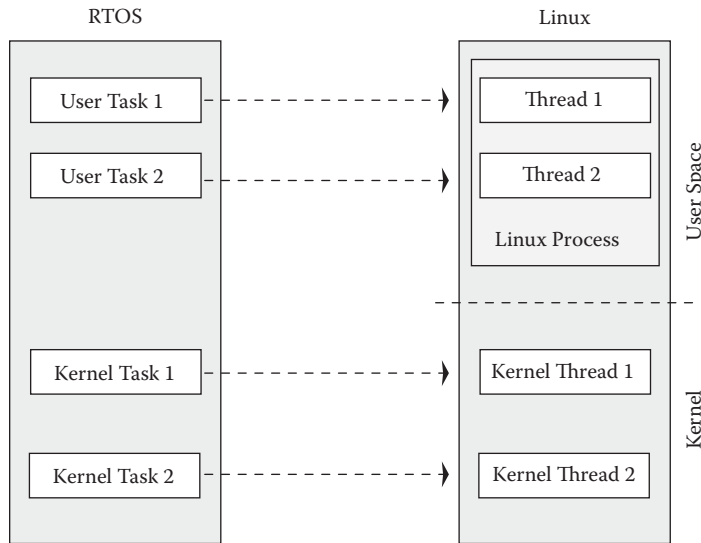 RTOS
Linux
User Task 1
Thread 1
User Task 2
Thread 2
Linux Process
User Space
Kernel Task 1
Kernel Thread 1
Kernel Task 2
Kernel Thread 2
Kernel